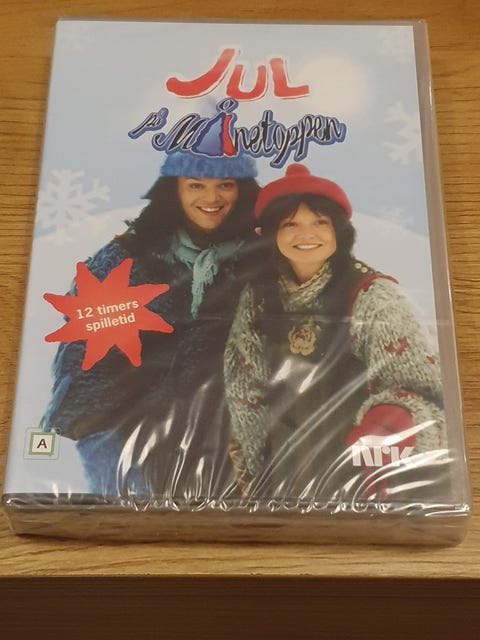 JUL
på Månetoppen
12 timers
spilletid
A
nrk